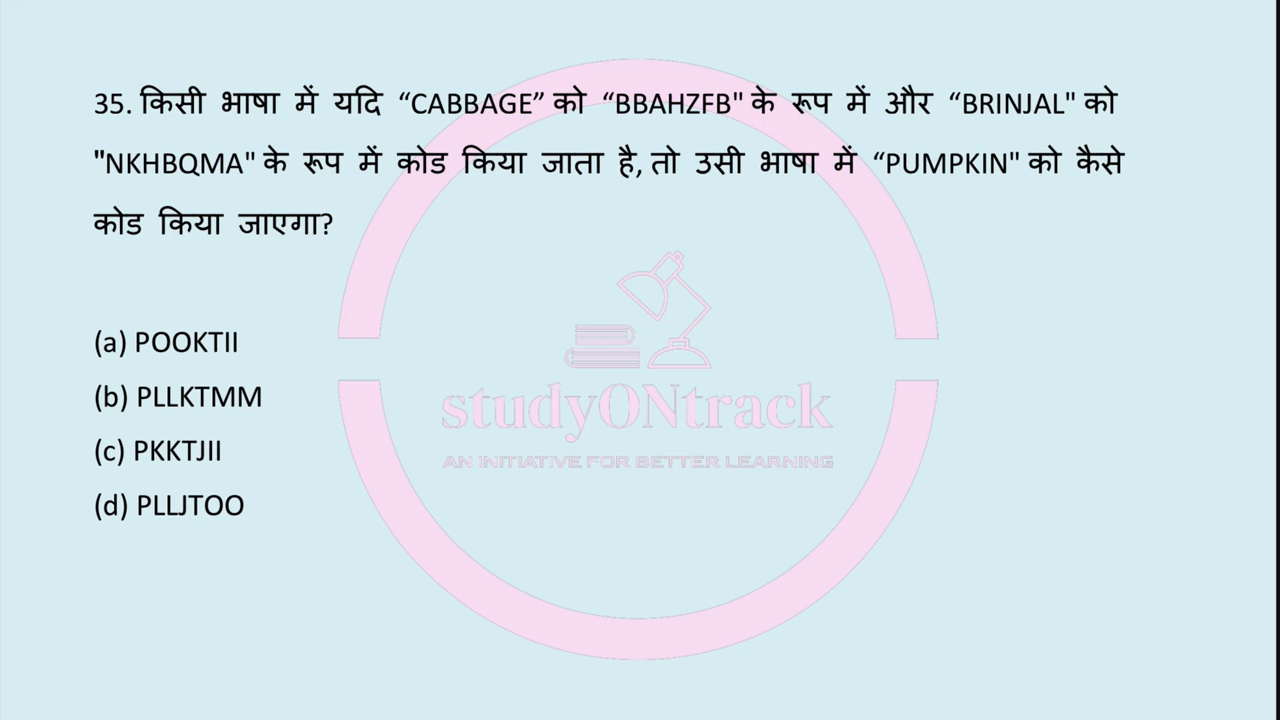 35. किसी भाषा में यदि “CABBAGE” को “BBAHZFB" के रूप में और “BRINJAL" को
"NKHBQMA" के रूप में कोड किया जाता है, तो उसी भाषा में “PUMPKIN" को कैसे
कोड किया जाएगा?
(a) POOKTII
(b) PLLKTMM
(c) PKKTJII
(d) PLLJTOO
studyONtrack
AN INITIATIVE FOR BETTER LEARNING